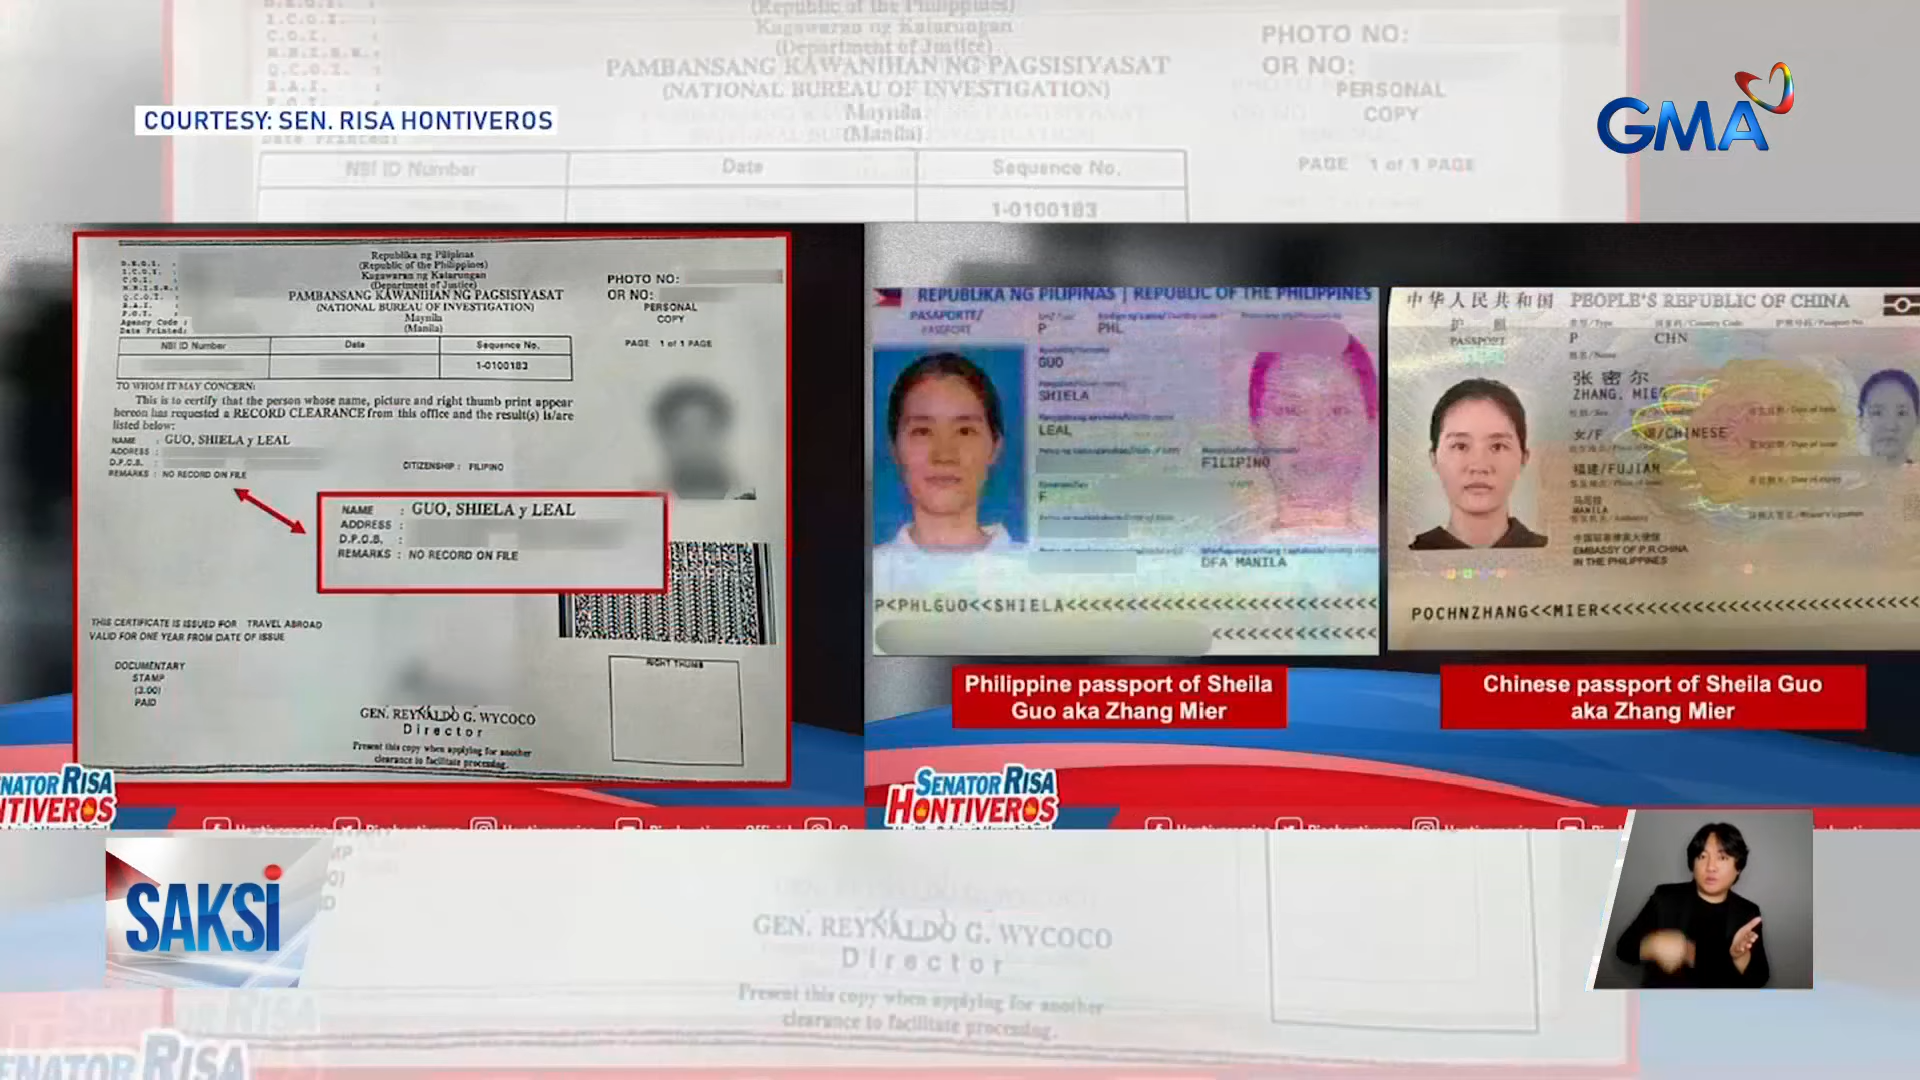 (Republic of the Philippines)
Kagawaran ng Katarungan
(Department of Justice)
PAMBANSANG KAWANIHAN NG PAGSISIYASAT
(NATIONAL BUREAU OF INVESTIGATION)
Maynila
(Manila)
PHOTO NO:
OR NO:
PERSONAL
COPY
PAGE 1 of 1 PAGE
COURTESY: SEN. RISA HONTIVEROS
GMA
NBI ID Number Date Sequence No.
1-0100183
Republika ng Pilipinas
(Republic of the Philippines)
Kagawaran ng Katarungan
(Department of Justice)
PAMBANSANG KAWANIHAN NG PAGSISIYASAT
(NATIONAL BUREAU OF INVESTIGATION)
Maynila
(Manila)
Agency Code :
Date Printed:
PHOTO NO:
OR NO:
PERSONAL
COPY
PAGE 1 of 1 PAGE
NBI ID Number Date Sequence No.
1-0100183
TO WHOM IT MAY CONCERN:
This is to certify that the person whose name, picture and right thumb print appear
hereon has requested a RECORD CLEARANCE from this office and the result(s) is/are
listed below:
NAME : GUO, SHIELA y LEAL
ADDRESS :
D.P.O.B. :
CITIZENSHIP : FILIPINO
REMARKS : NO RECORD ON FILE
NAME : GUO, SHIELA y LEAL
ADDRESS :
D.P.O.B. :
REMARKS : NO RECORD ON FILE
THIS CERTIFICATE IS ISSUED FOR TRAVEL ABROAD
VALID FOR ONE YEAR FROM DATE OF ISSUE
DOCUMENTARY
STAMP
(3.00)
PAID
RIGHT THUMB
GEN. REYNALDO G. WYCOCO
Director
Present this copy when applying for another
clearance to facilitate processing.
REPUBLIKA NG PILIPINAS | REPUBLIC OF THE PHILIPPINES
PASAPORTE/
PASSPORT
P PHL
GUO
SHIELA
LEAL
FILIPINO
F
DFA MANILA
P<PHLGUO<<SHIELA<<<<<<<<<<<<<<<<<<<<<<<<<<<
<<<<<<<<<<<<<<
Philippine passport of Sheila
Guo aka Zhang Mier
中华人民共和国 PEOPLE'S REPUBLIC OF CHINA
护 照
PASSPORT
P CHN
张密尔
ZHANG, MIER
女/F 中国/CHINESE
福建/FUJIAN
马尼拉
MANILA
中国驻菲律宾大使馆
EMBASSY OF P.R.CHINA
IN THE PHILIPPINES
POCHNZHANG<<MIER<<<<<<<<<<<<<<<<<<<<<<<<<<<
Chinese passport of Sheila Guo
aka Zhang Mier
SENATOR RISA
HONTIVEROS
SENATOR RISA
HONTIVEROS
SAKSI
GEN. REYNALDO G. WYCOCO
Director
Present this copy when applying for another
clearance to facilitate processing.
SENATOR RISA